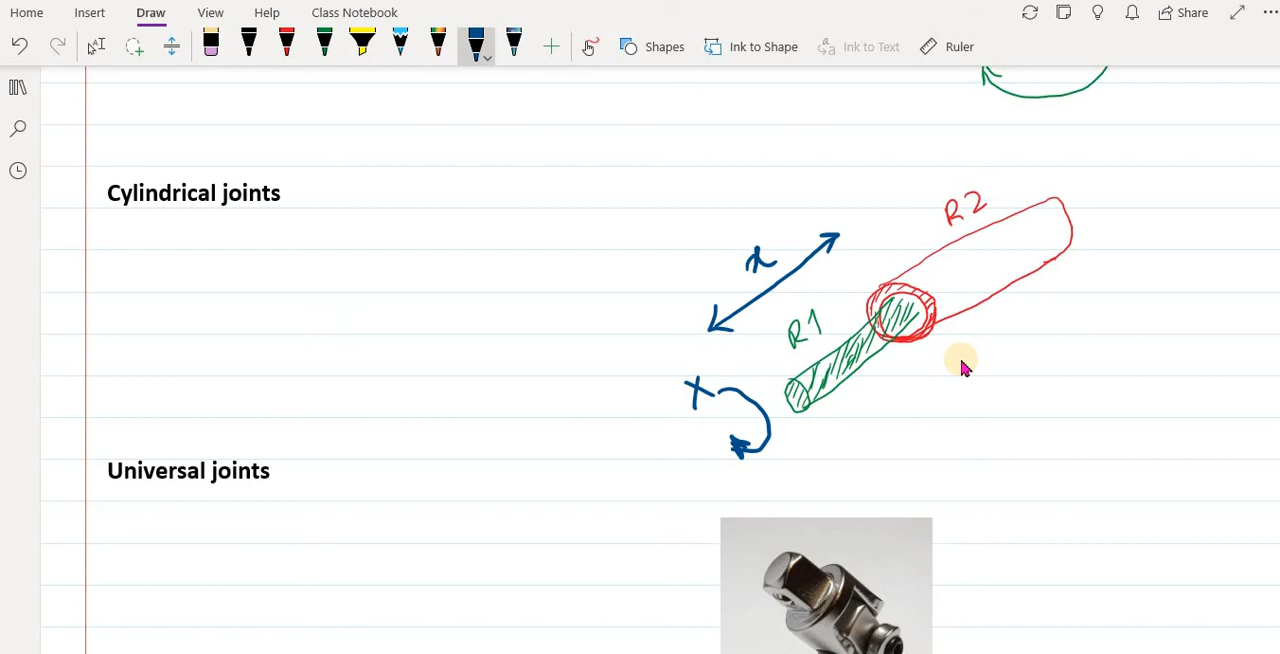 Home Insert Draw View Help Class Notebook Share
Shapes Ink to Shape Ink to Text Ruler
Cylindrical joints
R2
x
R1
X
Universal joints